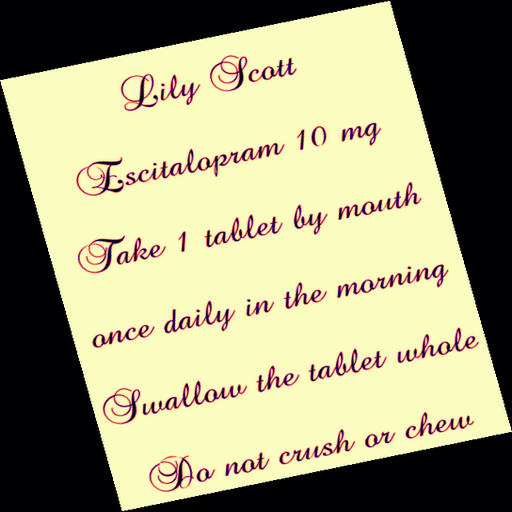 Lily Scott
Escitalopram 10 mg
Take 1 tablet by mouth
once daily in the morning
Swallow the tablet whole
Do not crush or chew